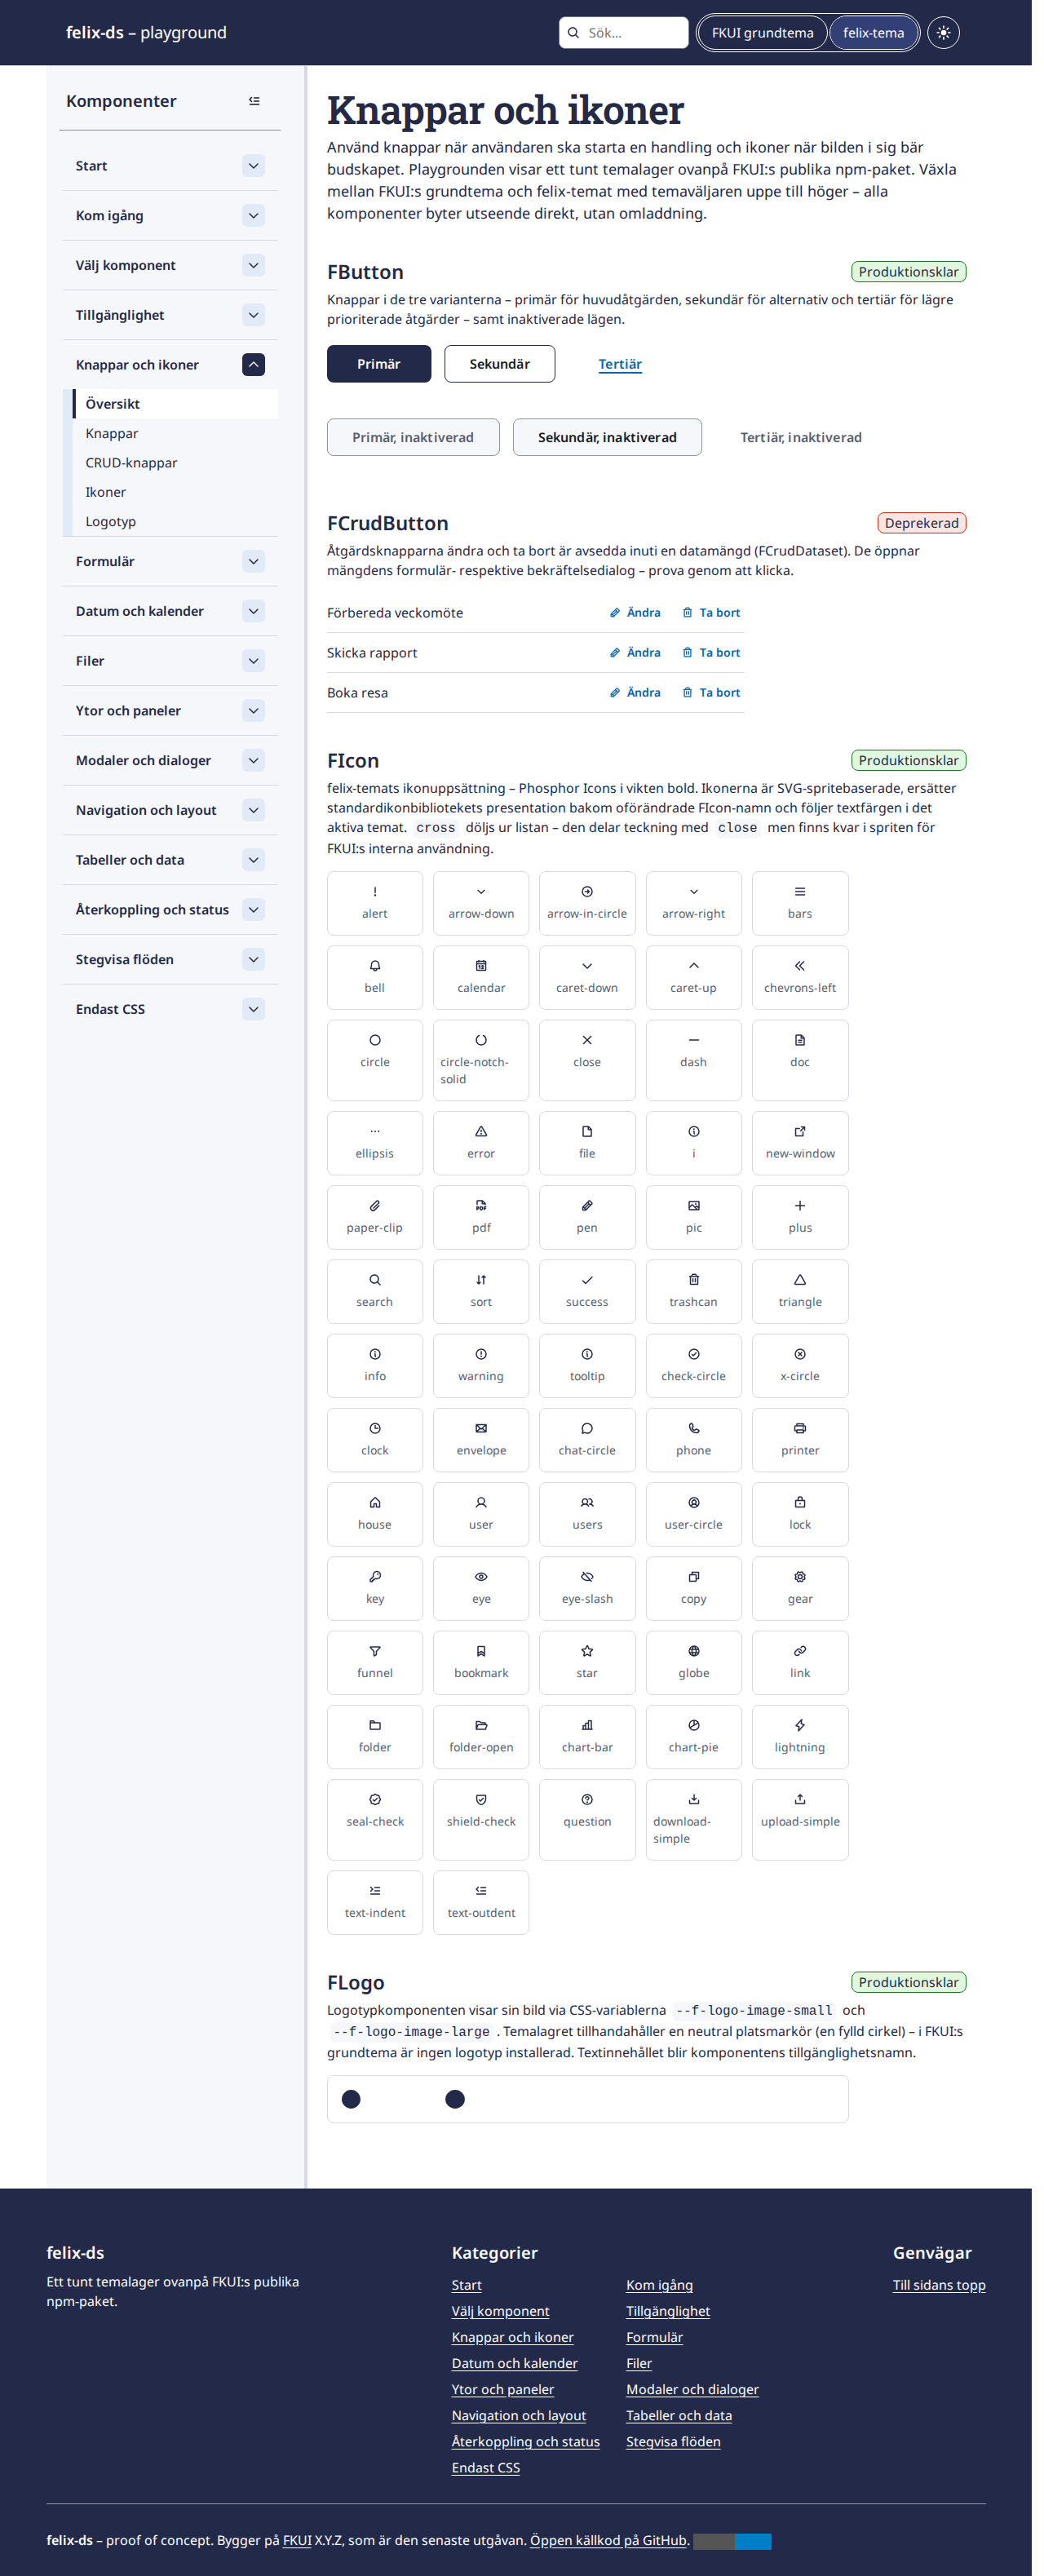 felix-ds – playground
Sök...
FKUI grundtema
felix-tema
Komponenter
Start
Kom igång
Välj komponent
Tillgänglighet
Knappar och ikoner
Översikt
Knappar
CRUD-knappar
Ikoner
Logotyp
Formulär
Datum och kalender
Filer
Ytor och paneler
Modaler och dialoger
Navigation och layout
Tabeller och data
Återkoppling och status
Stegvisa flöden
Endast CSS
Knappar och ikoner
Använd knappar när användaren ska starta en handling och ikoner när bilden i sig bär
budskapet. Playgrounden visar ett tunt temalager ovanpå FKUI:s publika npm-paket. Växla
mellan FKUI:s grundtema och felix-temat med temaväljaren uppe till höger – alla
komponenter byter utseende direkt, utan omladdning.
FButton
Produktionsklar
Knappar i de tre varianterna – primär för huvudåtgärden, sekundär för alternativ och tertiär för lägre
prioriterade åtgärder – samt inaktiverade lägen.
Primär
Sekundär
Tertiär
Primär, inaktiverad
Sekundär, inaktiverad
Tertiär, inaktiverad
FCrudButton
Deprekerad
Åtgärdsknapparna ändra och ta bort är avsedda inuti en datamängd (FCrudDataset). De öppnar
mängdens formulär- respektive bekräftelsedialog – prova genom att klicka.
Förbereda veckomöte
Ändra
Ta bort
Skicka rapport
Ändra
Ta bort
Boka resa
Ändra
Ta bort
FIcon
Produktionsklar
felix-temats ikonuppsättning – Phosphor Icons i vikten bold. Ikonerna är SVG-spritebaserade, ersätter
standardikonbibliotekets presentation bakom oförändrade FIcon-namn och följer textfärgen i det
aktiva temat. cross döljs ur listan – den delar teckning med close men finns kvar i spriten för
FKUI:s interna användning.
alert
arrow-down
arrow-in-circle
arrow-right
bars
bell
calendar
caret-down
caret-up
chevrons-left
circle
circle-notch-
solid
close
dash
doc
ellipsis
error
file
i
new-window
paper-clip
pdf
pen
pic
plus
search
sort
success
trashcan
triangle
info
warning
tooltip
check-circle
x-circle
clock
envelope
chat-circle
phone
printer
house
user
users
user-circle
lock
key
eye
eye-slash
copy
gear
funnel
bookmark
star
globe
link
folder
folder-open
chart-bar
chart-pie
lightning
seal-check
shield-check
question
download-
simple
upload-simple
text-indent
text-outdent
FLogo
Produktionsklar
Logotypkomponenten visar sin bild via CSS-variablerna --f-logo-image-small och
--f-logo-image-large . Temalagret tillhandahåller en neutral platsmarkör (en fylld cirkel) – i FKUI:s
grundtema är ingen logotyp installerad. Textinnehållet blir komponentens tillgänglighetsnamn.
felix-ds
Ett tunt temalager ovanpå FKUI:s publika
npm-paket.
Kategorier
Start
Kom igång
Välj komponent
Tillgänglighet
Knappar och ikoner
Formulär
Datum och kalender
Filer
Ytor och paneler
Modaler och dialoger
Navigation och layout
Tabeller och data
Återkoppling och status
Stegvisa flöden
Endast CSS
Genvägar
Till sidans topp
felix-ds – proof of concept. Bygger på FKUI X.Y.Z, som är den senaste utgåvan. Öppen källkod på GitHub.